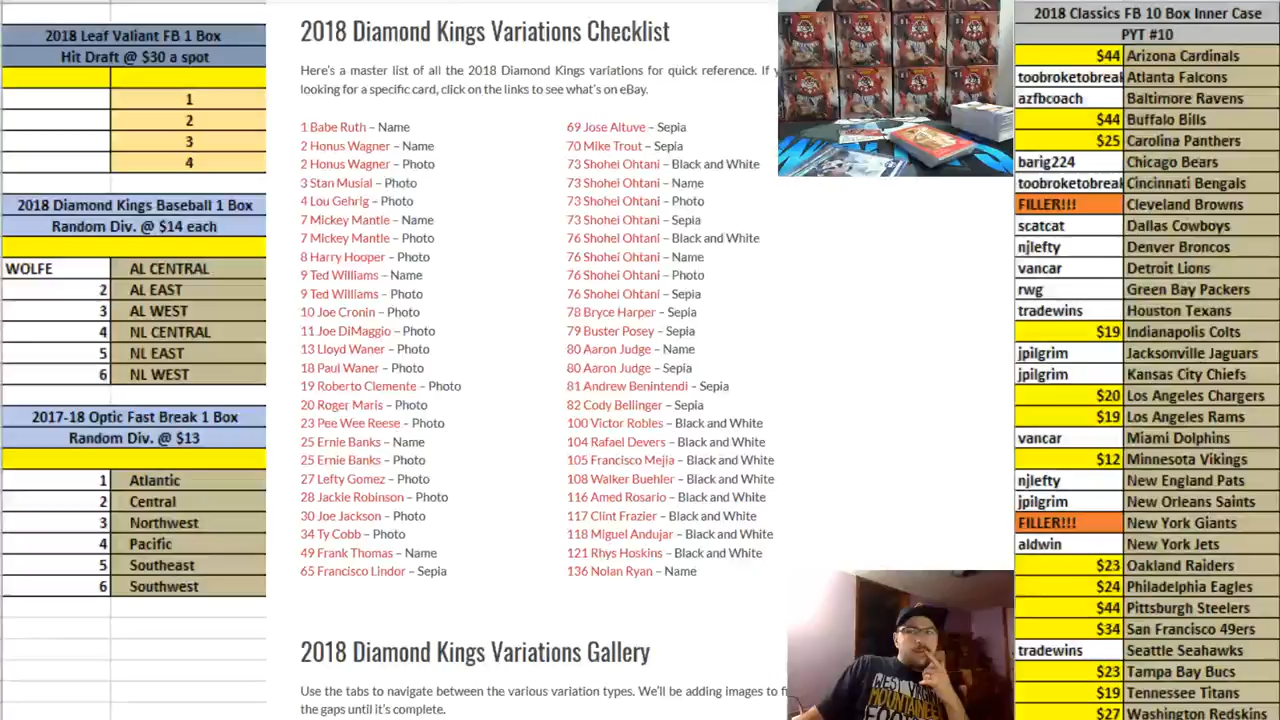 2018 Leaf Valiant FB 1 Box
Hit Draft @ $30 a spot
1
2
3
4
2018 Diamond Kings Baseball 1 Box
Random Div. @ $14 each
WOLFE AL CENTRAL
2 AL EAST
3 AL WEST
4 NL CENTRAL
5 NL EAST
6 NL WEST
2017-18 Optic Fast Break 1 Box
Random Div. @ $13
1 Atlantic
2 Central
3 Northwest
4 Pacific
5 Southeast
6 Southwest
2018 Diamond Kings Variations Checklist
Here's a master list of all the 2018 Diamond Kings variations for quick reference. If
looking for a specific card, click on the links to see what's on eBay.
1 Babe Ruth – Name
2 Honus Wagner – Name
2 Honus Wagner – Photo
3 Stan Musial – Photo
4 Lou Gehrig – Photo
7 Mickey Mantle – Name
7 Mickey Mantle – Photo
8 Harry Hooper – Photo
9 Ted Williams – Name
9 Ted Williams – Photo
10 Joe Cronin – Photo
11 Joe DiMaggio – Photo
13 Lloyd Waner – Photo
18 Paul Waner – Photo
19 Roberto Clemente – Photo
20 Roger Maris – Photo
23 Pee Wee Reese – Photo
25 Ernie Banks – Name
25 Ernie Banks – Photo
27 Lefty Gomez – Photo
28 Jackie Robinson – Photo
30 Joe Jackson – Photo
34 Ty Cobb – Photo
49 Frank Thomas – Name
65 Francisco Lindor – Sepia
69 Jose Altuve – Sepia
70 Mike Trout – Sepia
73 Shohei Ohtani – Black and White
73 Shohei Ohtani – Name
73 Shohei Ohtani – Photo
73 Shohei Ohtani – Sepia
76 Shohei Ohtani – Black and White
76 Shohei Ohtani – Name
76 Shohei Ohtani – Photo
76 Shohei Ohtani – Sepia
78 Bryce Harper – Sepia
79 Buster Posey – Sepia
80 Aaron Judge – Name
80 Aaron Judge – Sepia
81 Andrew Benintendi – Sepia
82 Cody Bellinger – Sepia
100 Victor Robles – Black and White
104 Rafael Devers – Black and White
105 Francisco Mejia – Black and White
108 Walker Buehler – Black and White
116 Amed Rosario – Black and White
117 Clint Frazier – Black and White
118 Miguel Andujar – Black and White
121 Rhys Hoskins – Black and White
136 Nolan Ryan – Name
2018 Diamond Kings Variations Gallery
Use the tabs to navigate between the various variation types. We'll be adding images to
the gaps until it's complete.
WEST
MOUNTAINEER
2018 Classics FB 10 Box Inner Case
PYT #10
$44 Arizona Cardinals
toobroketobreak Atlanta Falcons
azfbcoach Baltimore Ravens
$44 Buffalo Bills
$25 Carolina Panthers
barig224 Chicago Bears
toobroketobreak Cincinnati Bengals
FILLER!!! Cleveland Browns
scatcat Dallas Cowboys
njlefty Denver Broncos
vancar Detroit Lions
rwg Green Bay Packers
tradewins Houston Texans
$19 Indianapolis Colts
jpilgrim Jacksonville Jaguars
jpilgrim Kansas City Chiefs
$20 Los Angeles Chargers
$19 Los Angeles Rams
vancar Miami Dolphins
$12 Minnesota Vikings
njlefty New England Pats
jpilgrim New Orleans Saints
FILLER!!! New York Giants
aldwin New York Jets
$23 Oakland Raiders
$24 Philadelphia Eagles
$44 Pittsburgh Steelers
$34 San Francisco 49ers
tradewins Seattle Seahawks
$23 Tampa Bay Bucs
$19 Tennessee Titans
$27 Washington Redskins